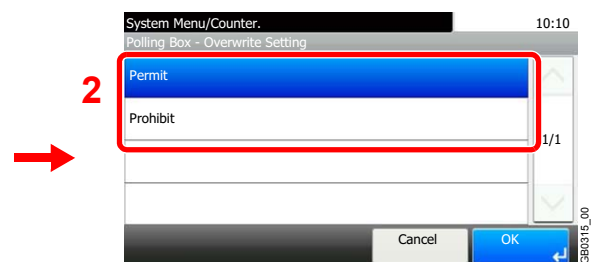 System Menu/Counter. 10:10
Polling Box - Overwrite Setting
2
Permit
Prohibit
1/1
Cancel OK
GB0315_00